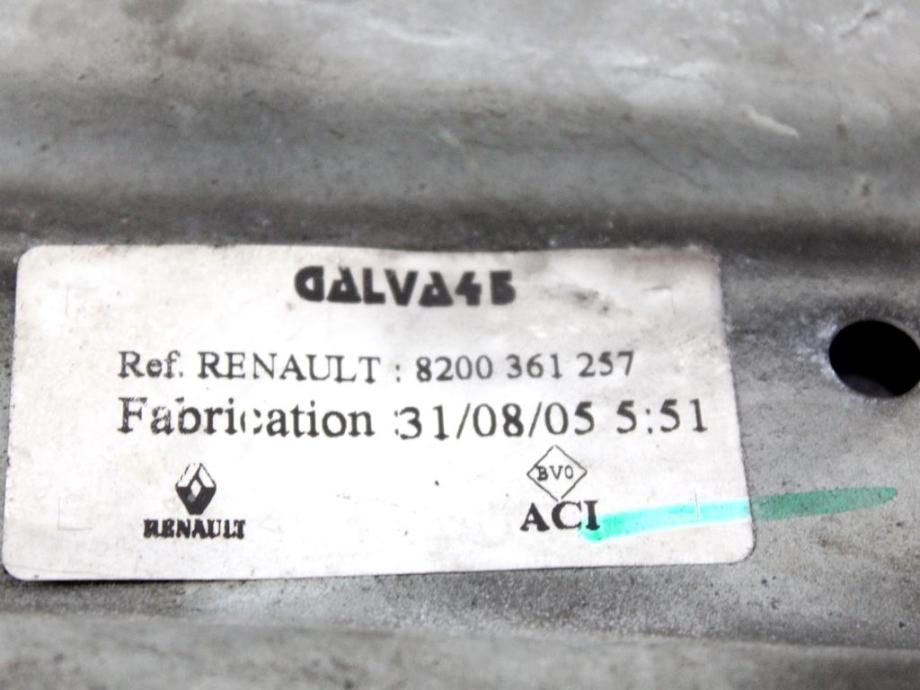 GALVA45
Ref. RENAULT : 8200 361 257
Fabrication :31/08/05 5:51
BVO
RENAULT
ACI